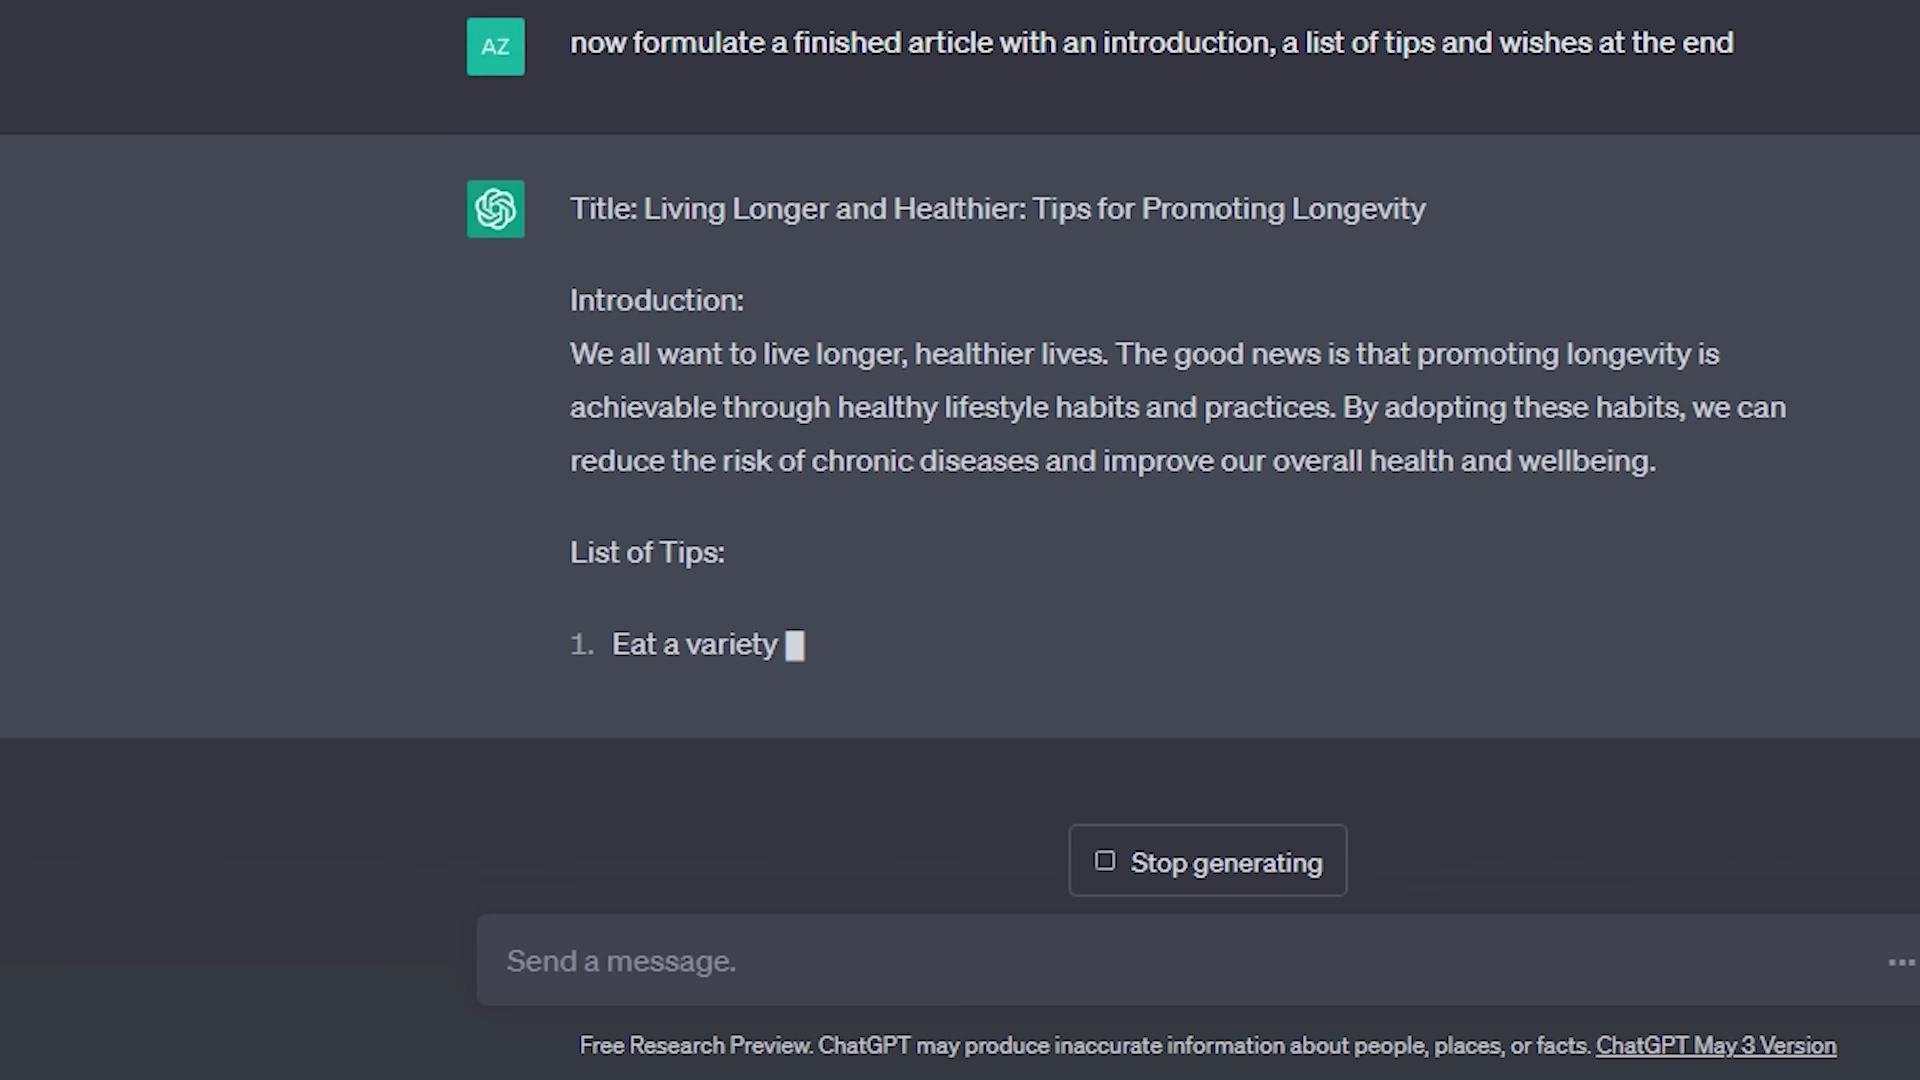 AZ
now formulate a finished article with an introduction, a list of tips and wishes at the end
Title: Living Longer and Healthier: Tips for Promoting Longevity
Introduction:
We all want to live longer, healthier lives. The good news is that promoting longevity is
achievable through healthy lifestyle habits and practices. By adopting these habits, we can
reduce the risk of chronic diseases and improve our overall health and wellbeing.
List of Tips:
1. Eat a variety
Stop generating
Send a message.
Free Research Preview. ChatGPT may produce inaccurate information about people, places, or facts. ChatGPT May 3 Version